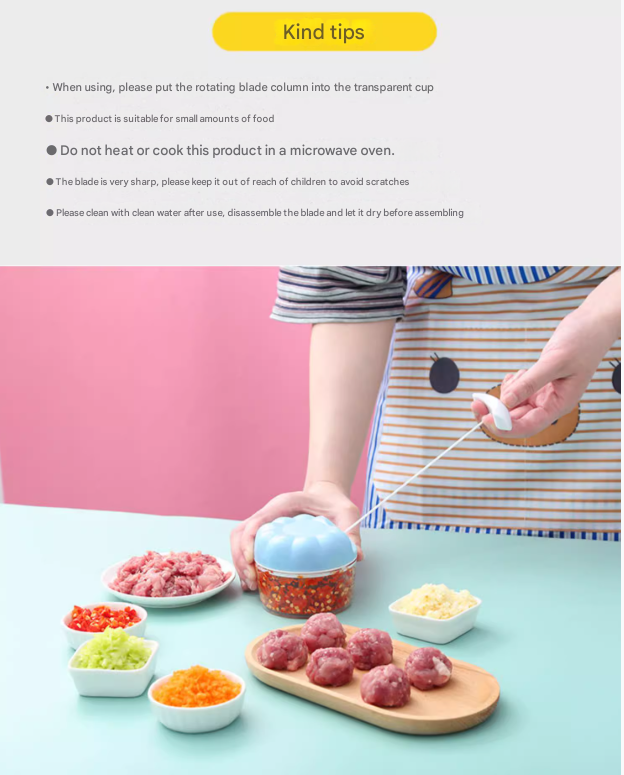 Kind tips
• When using, please put the rotating blade column into the transparent cup
● This product is suitable for small amounts of food
● Do not heat or cook this product in a microwave oven.
● The blade is very sharp, please keep it out of reach of children to avoid scratches
● Please clean with clean water after use, disassemble the blade and let it dry before assembling